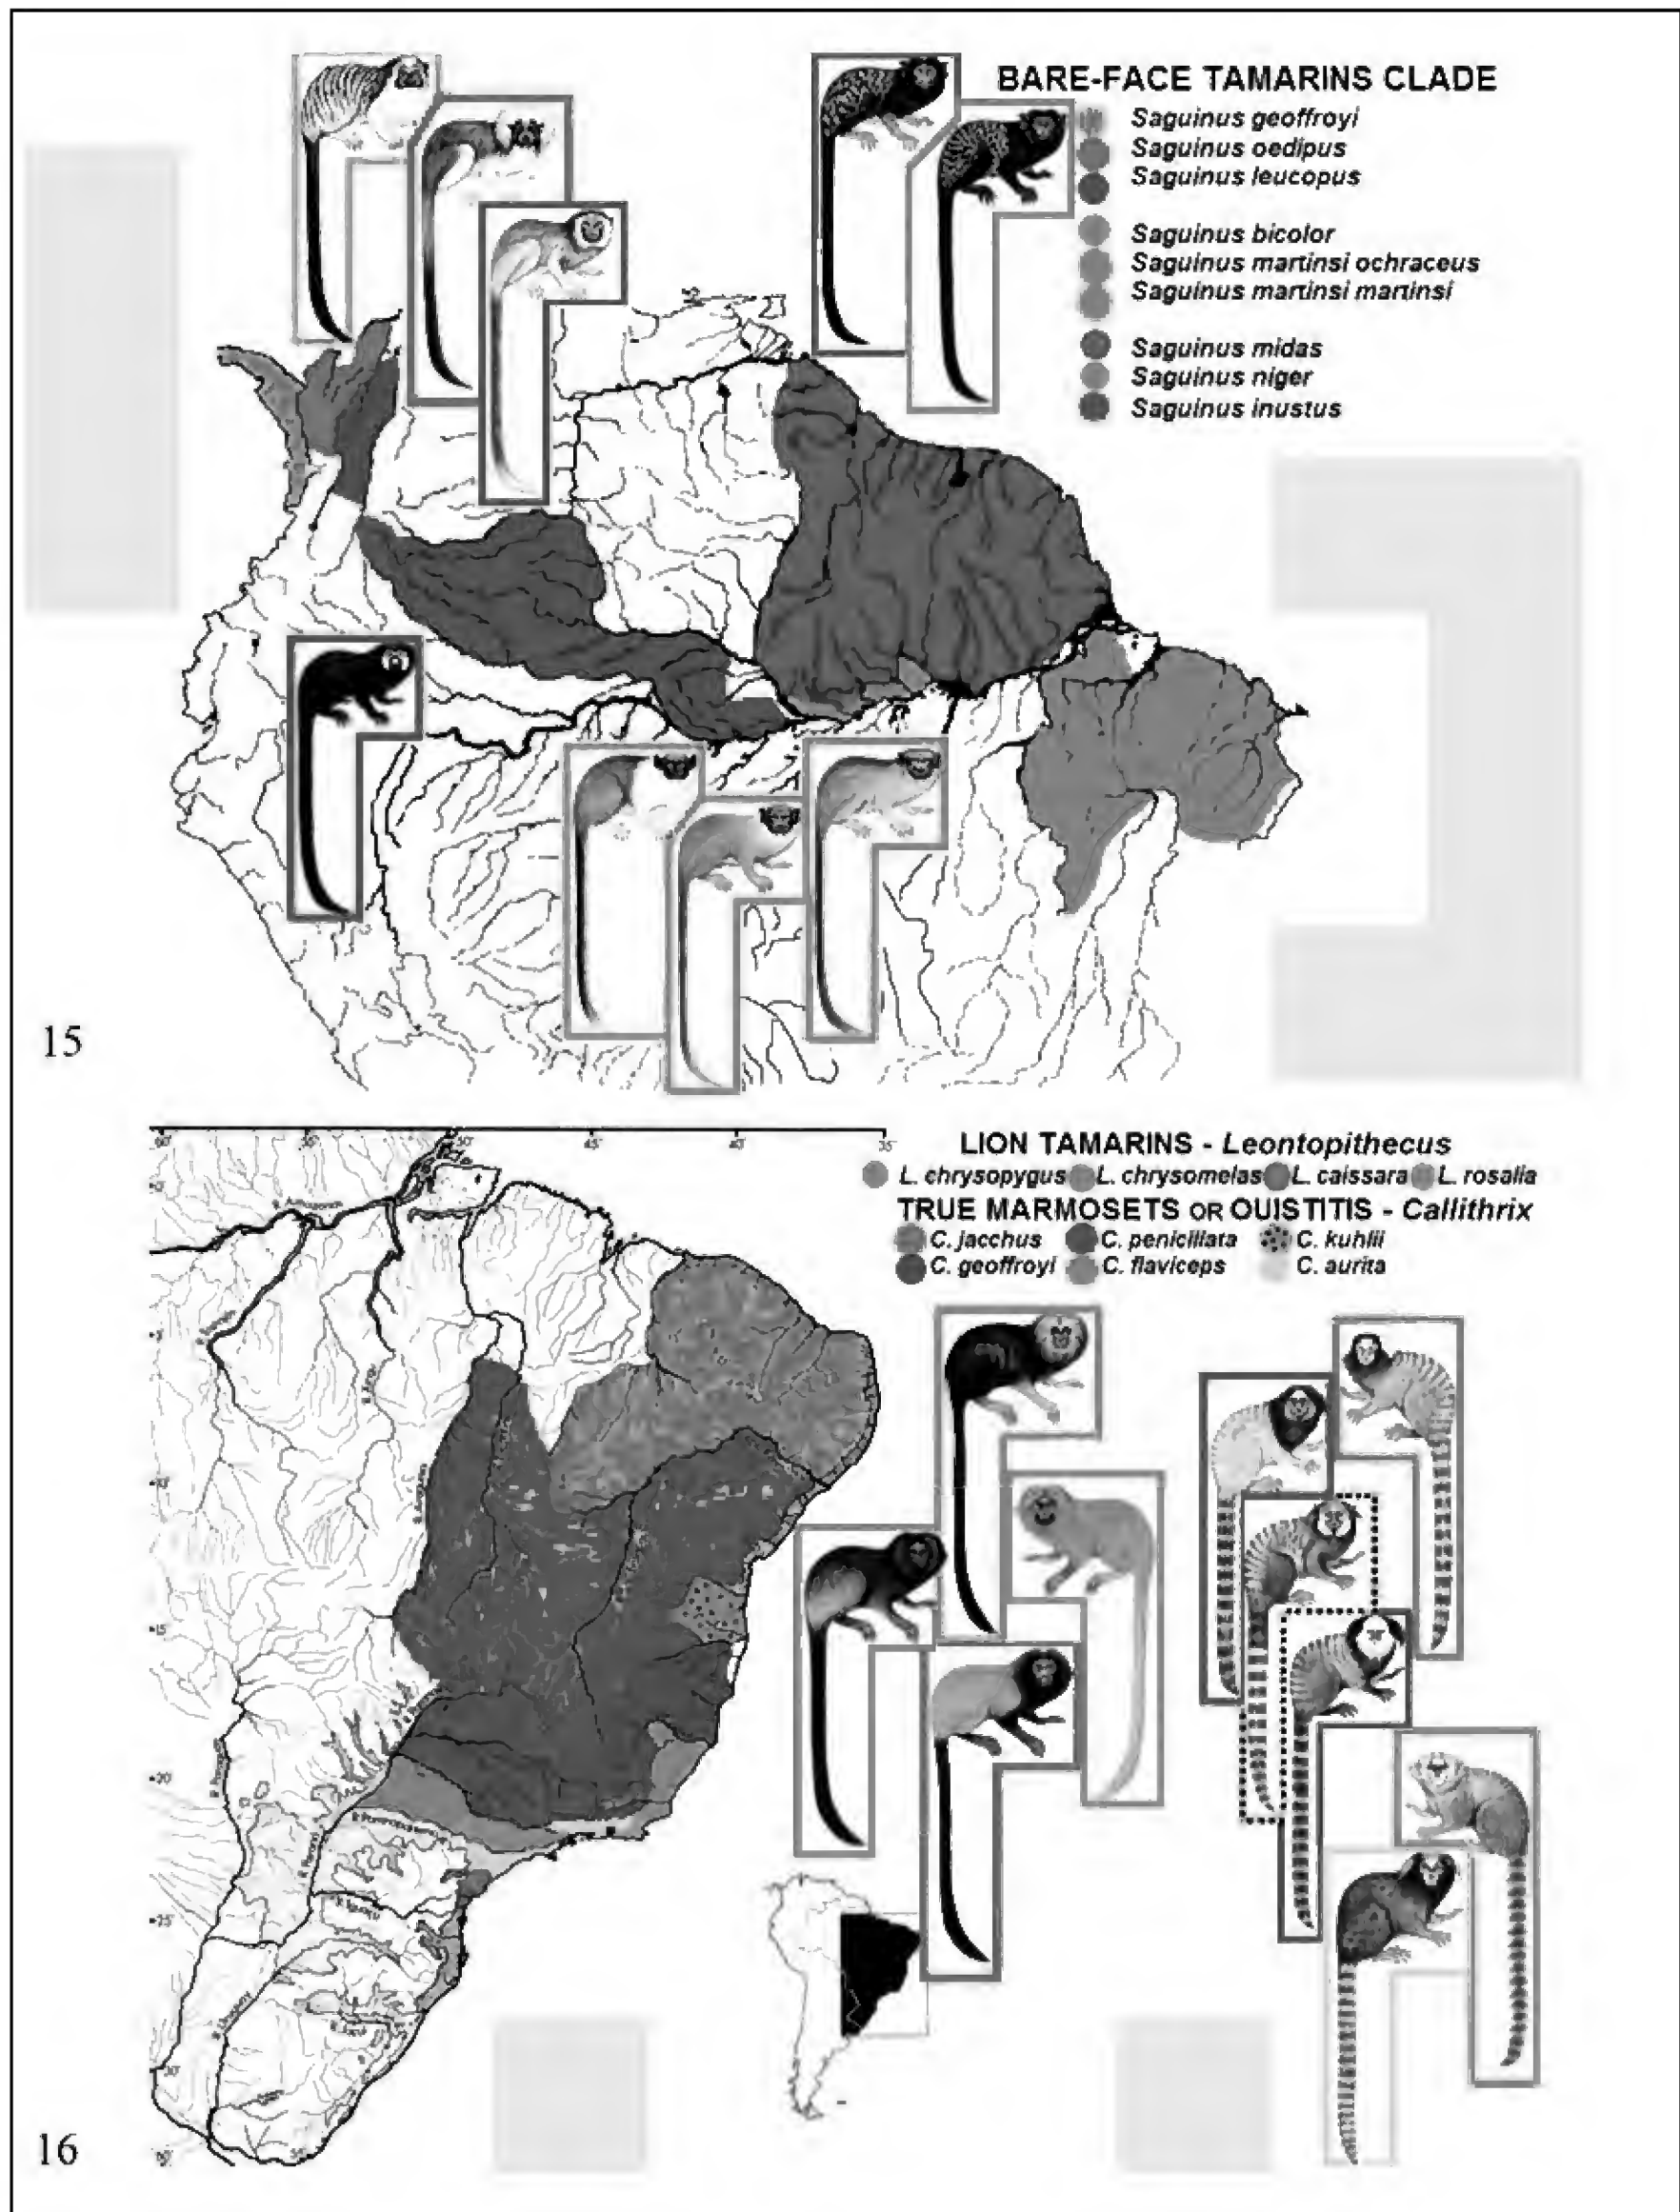 BARE-FACE TAMARINS CLADE
Saguinus geoffroyi
Saguinus oedipus
Saguinus leucopus
Saguinus bicolor
Saguinus martinsi ochraceus
Saguinus martinsi martinsi
Saguinus midas
Saguinus niger
Saguinus inustus
15
LION TAMARINS - Leontopithecus
L. chrysopygus L. chrysomelas L. caissara L. rosalia
TRUE MARMOSETS OR OUISTITIS - Callithrix
C. jacchus C. penicillata C. kuhlii
C. geoffroyi C. flaviceps C. aurita
16